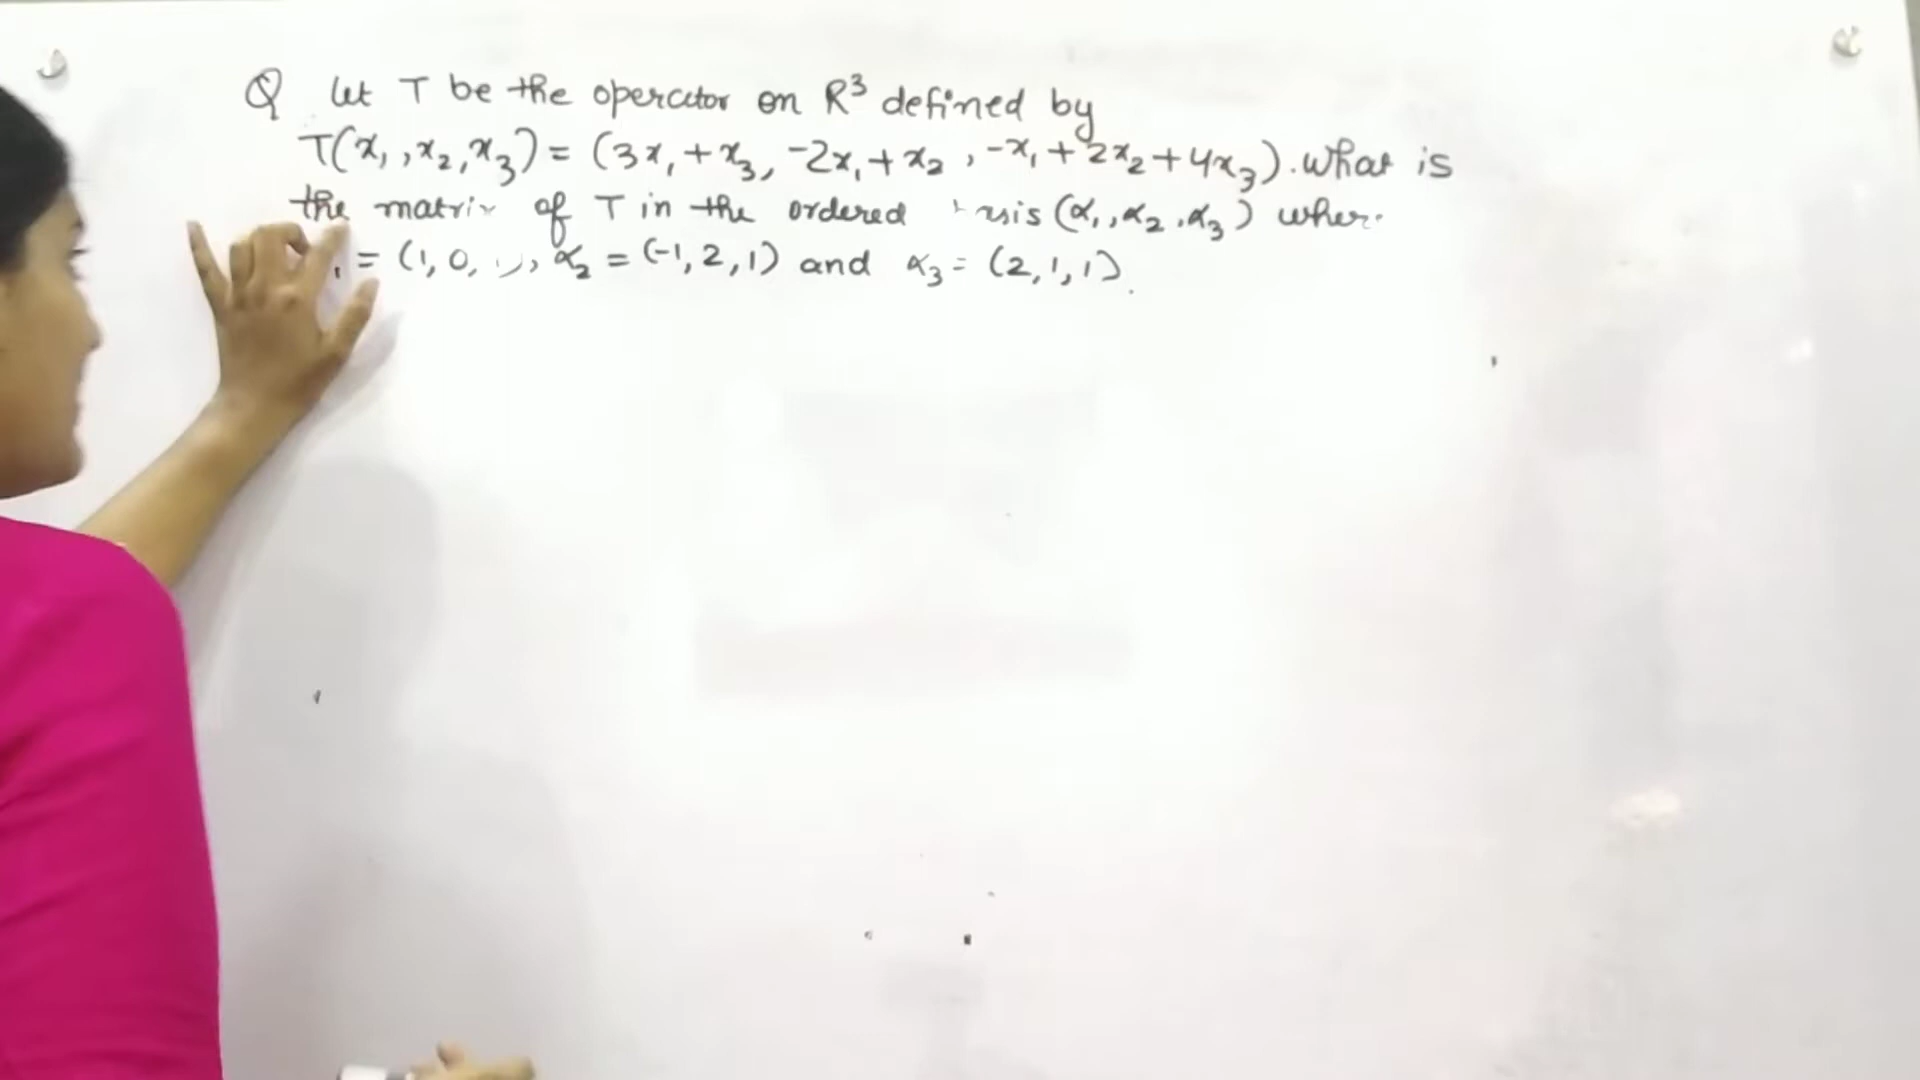 Q let T be the operator on R³ defined by
T(x₁, x₂, x₃) = (3x₁ + x₃, -2x₁ + x₂, -x₁ + 2x₂ + 4x₃). What is
the matrix of T in the ordered (α₁, α₂, α₃)
= (1, 0, α₂ = (-1, 2, 1) and α₃ = (2, 1, 1).